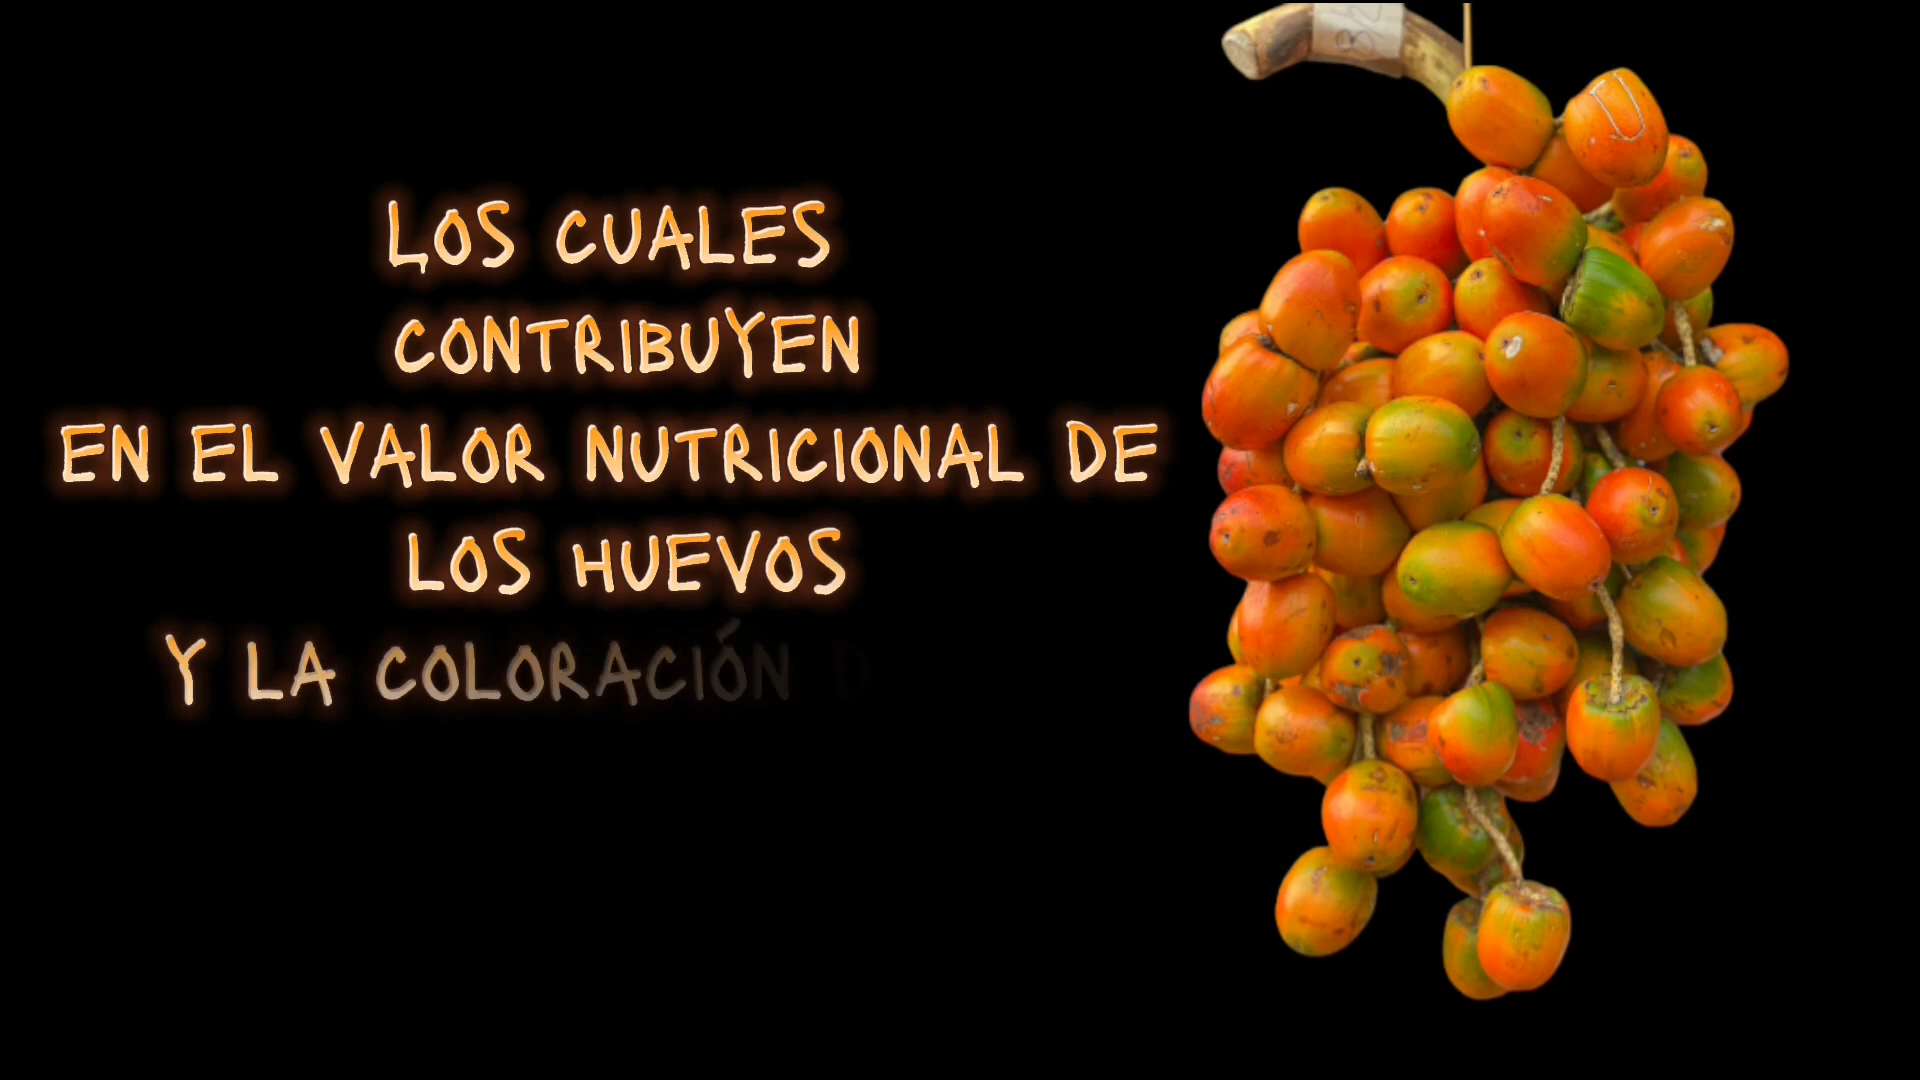 LOS CUALES
CONTRIBUYEN
EN EL VALOR NUTRICIONAL DE
LOS HUEVOS
Y LA COLORACIÓN D